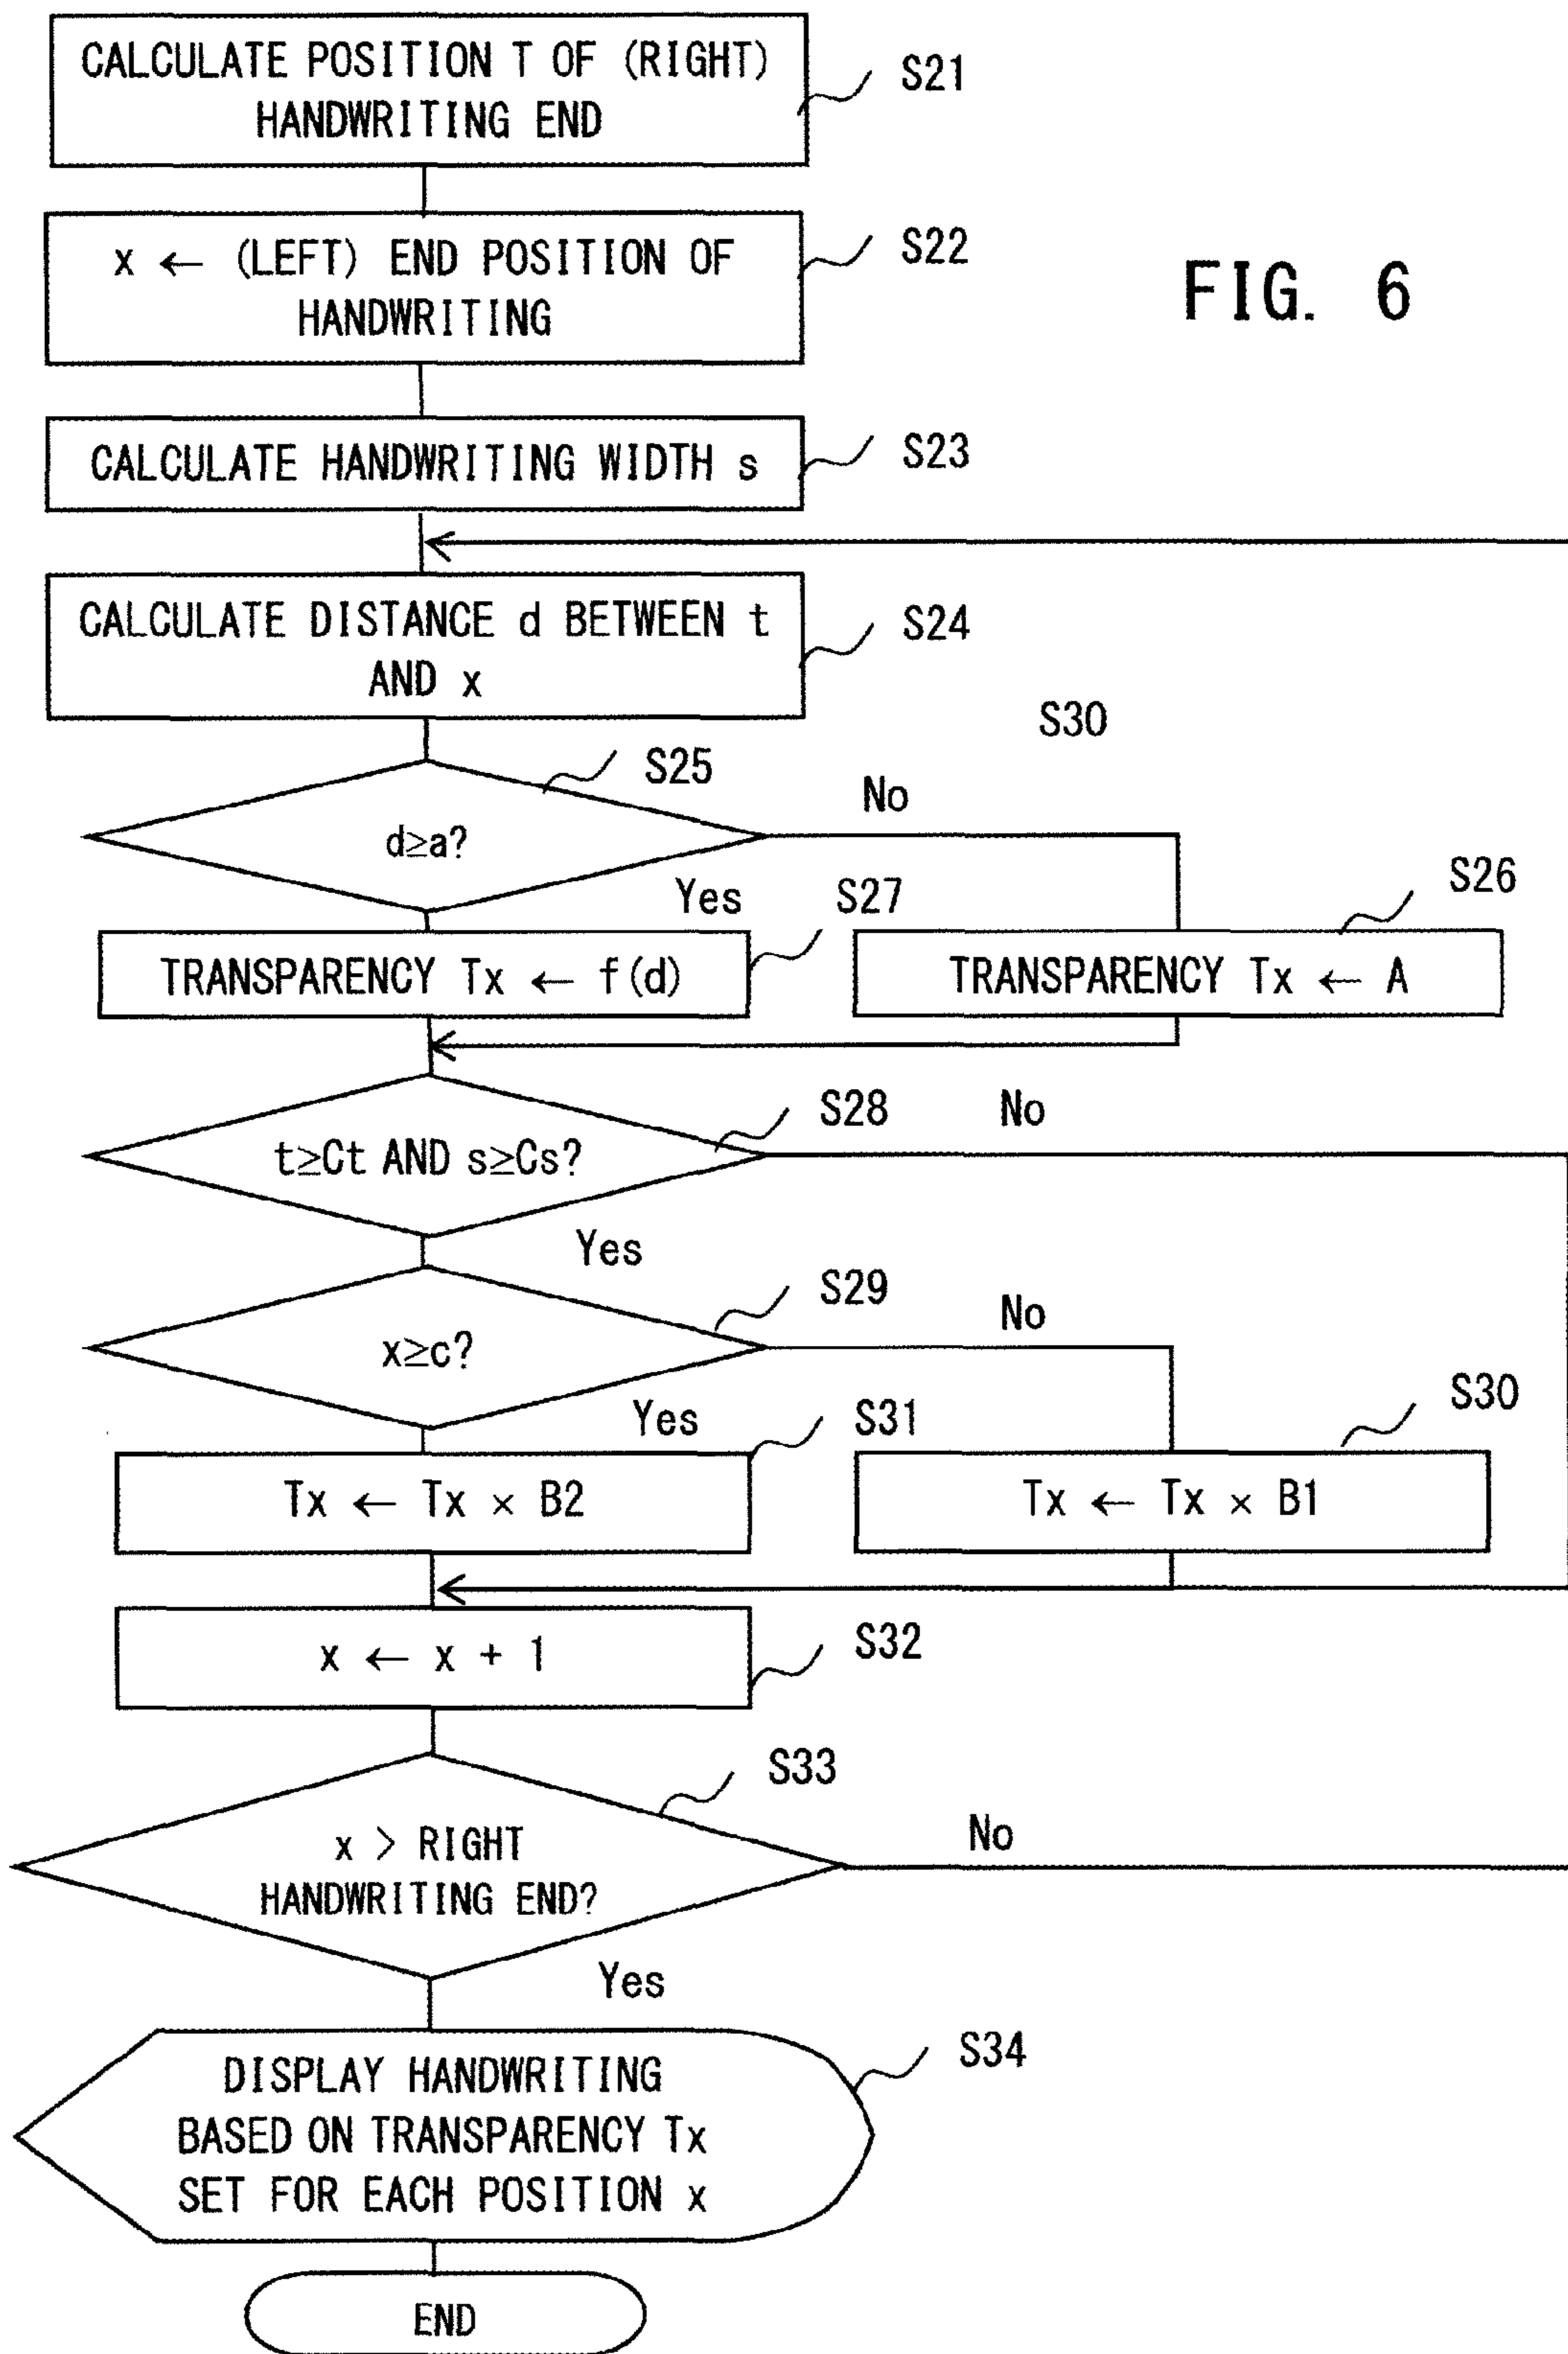 CALCULATE POSITION T OF (RIGHT)
HANDWRITING END
S21
x ← (LEFT) END POSITION OF
HANDWRITING
S22
FIG. 6
CALCULATE HANDWRITING WIDTH s
S23
CALCULATE DISTANCE d BETWEEN t
AND x
S24
S30
S25
d≥a?
No
Yes
S27
S26
TRANSPARENCY Tx ← f(d)
TRANSPARENCY Tx ← A
S28
No
t≥Ct AND s≥Cs?
Yes
S29
No
x≥c?
Yes
S31
S30
Tx ← Tx × B2
Tx ← Tx × B1
x ← x + 1
S32
S33
x > RIGHT
HANDWRITING END?
No
Yes
DISPLAY HANDWRITING
BASED ON TRANSPARENCY Tx
SET FOR EACH POSITION x
S34
END